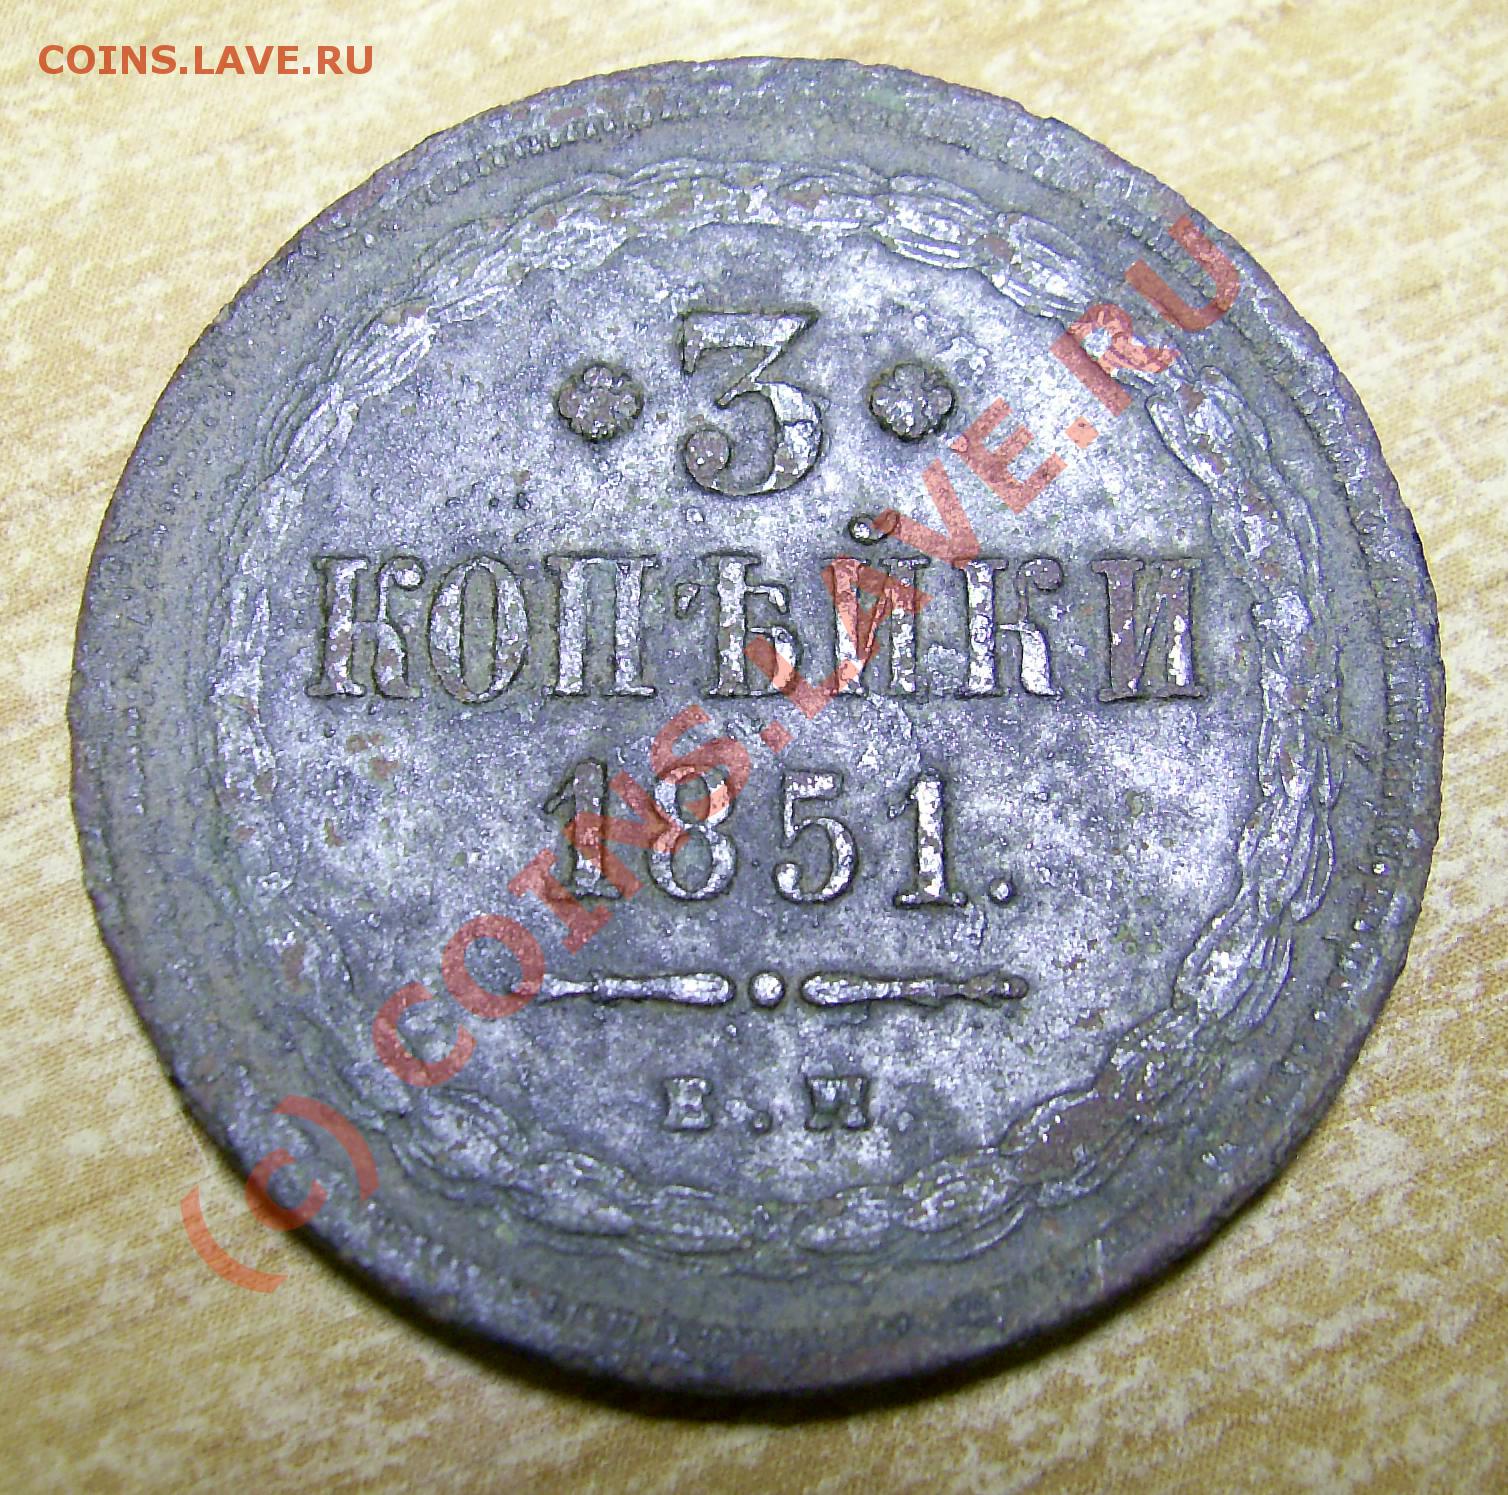 COINS.LAVE.RU
3
КОПѢЙКИ
1851.
Е.М.
(c) COINS.LAVE.RU